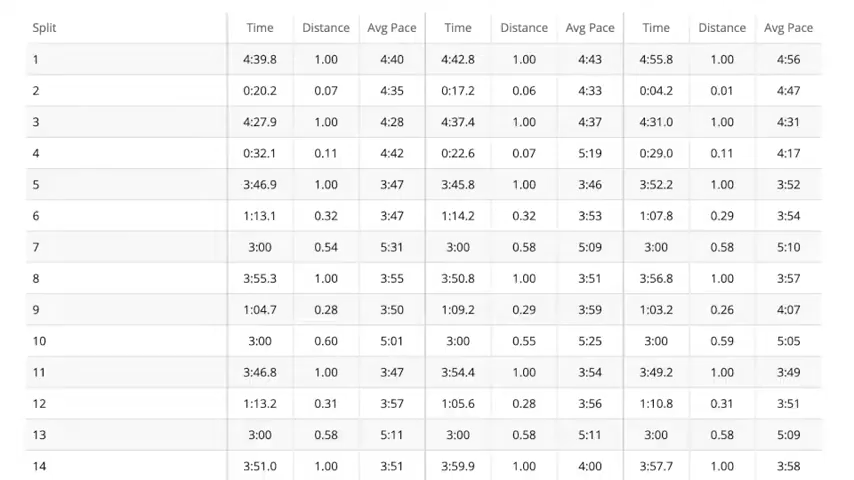 Split Time Distance Avg Pace Time Distance Avg Pace Time Distance Avg Pace
1 4:39.8 1.00 4:40 4:42.8 1.00 4:43 4:55.8 1.00 4:56
2 0:20.2 0.07 4:35 0:17.2 0.06 4:33 0:04.2 0.01 4:47
3 4:27.9 1.00 4:28 4:37.4 1.00 4:37 4:31.0 1.00 4:31
4 0:32.1 0.11 4:42 0:22.6 0.07 5:19 0:29.0 0.11 4:17
5 3:46.9 1.00 3:47 3:45.8 1.00 3:46 3:52.2 1.00 3:52
6 1:13.1 0.32 3:47 1:14.2 0.32 3:53 1:07.8 0.29 3:54
7 3:00 0.54 5:31 3:00 0.58 5:09 3:00 0.58 5:10
8 3:55.3 1.00 3:55 3:50.8 1.00 3:51 3:56.8 1.00 3:57
9 1:04.7 0.28 3:50 1:09.2 0.29 3:59 1:03.2 0.26 4:07
10 3:00 0.60 5:01 3:00 0.55 5:25 3:00 0.59 5:05
11 3:46.8 1.00 3:47 3:54.4 1.00 3:54 3:49.2 1.00 3:49
12 1:13.2 0.31 3:57 1:05.6 0.28 3:56 1:10.8 0.31 3:51
13 3:00 0.58 5:11 3:00 0.58 5:11 3:00 0.58 5:09
14 3:51.0 1.00 3:51 3:59.9 1.00 4:00 3:57.7 1.00 3:58